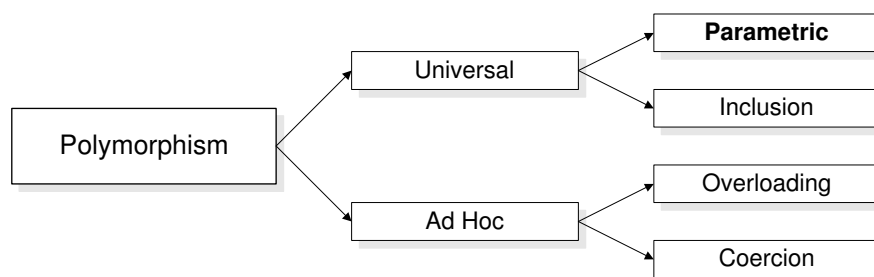 Polymorphism
Universal
Parametric
Inclusion
Ad Hoc
Overloading
Coercion